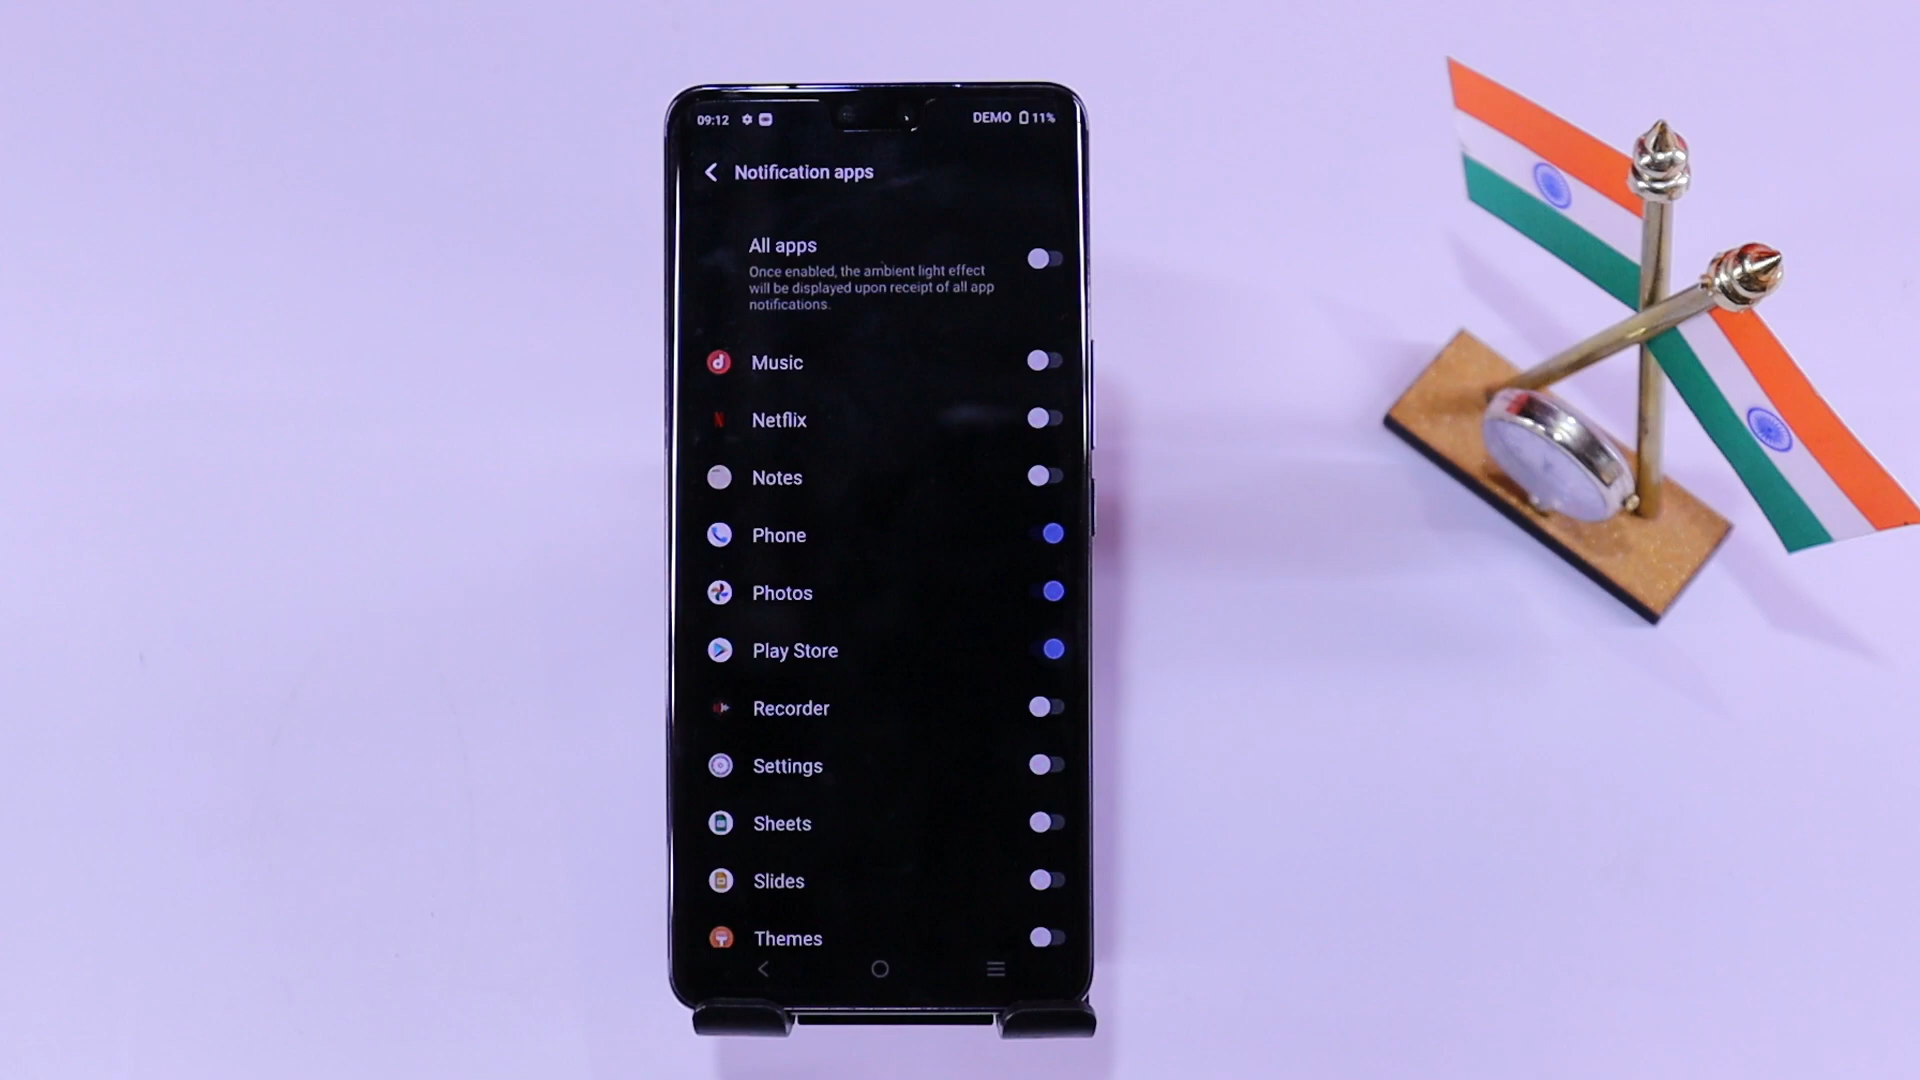 09:12
DEMO 11%
Notification apps
All apps
Once enabled, the ambient light effect
will be displayed upon receipt of all app
notifications.
Music
Netflix
Notes
Phone
Photos
Play Store
Recorder
Settings
Sheets
Slides
Themes